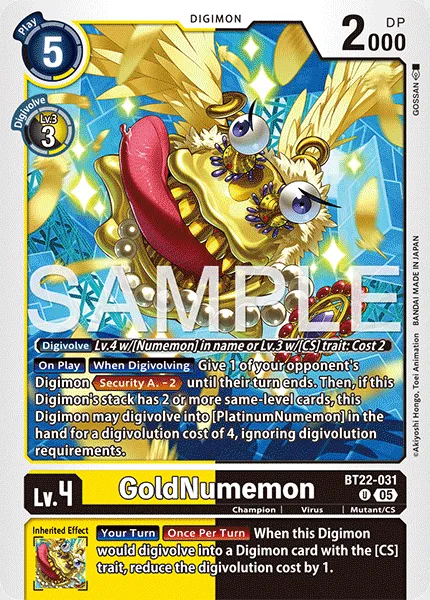 Play
5
DIGIMON
DP
2000
Digivolve
Lv.3
3
GOSSAN
SAMPLE
©Akiyoshi Hongo, Toei Animation BANDAI MADE IN JAPAN
Digivolve Lv.4 w/[Numemon] in name or Lv.3 w/[CS] trait: Cost 2
On Play When Digivolving Give 1 of your opponent's
Digimon Security A. -2 until their turn ends. Then, if this
Digimon's stack has 2 or more same-level cards, this
Digimon may digivolve into [PlatinumNumemon] in the
hand for a digivolution cost of 4, ignoring digivolution
requirements.
Lv.4
GoldNumemon
BT22-031
U 05
Champion Virus Mutant/CS
Inherited Effect
Your Turn Once Per Turn When this Digimon
would digivolve into a Digimon card with the [CS]
trait, reduce the digivolution cost by 1.